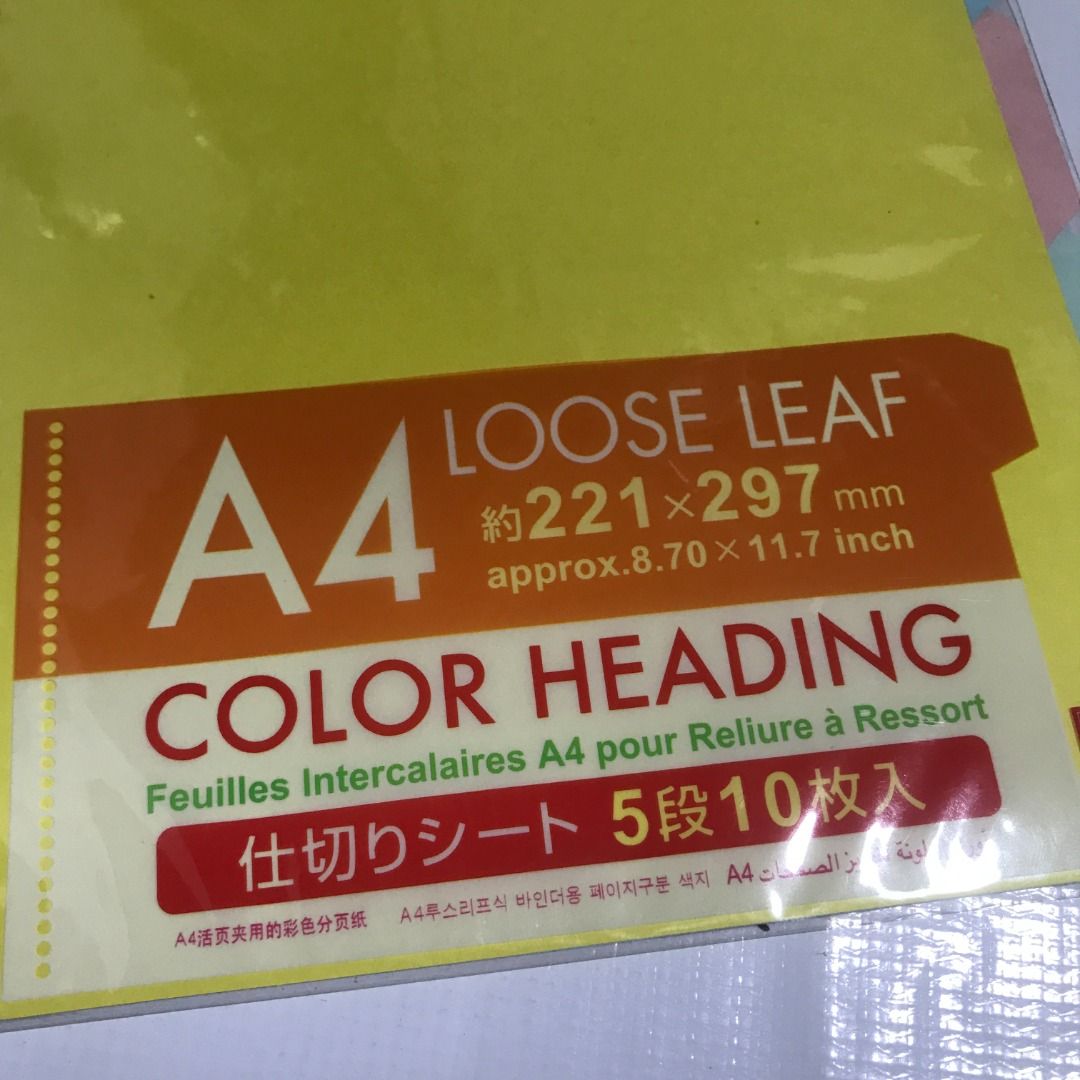 A4 LOOSE LEAF
約221×297mm
approx.8.70×11.7 inch
COLOR HEADING
Feuilles Intercalaires A4 pour Reliure à Ressort
仕切りシート 5段10枚入
A4活页夹用的彩色分页纸 A4루스리프식 바인더용 페이지구분 색지 A4 الصفحات